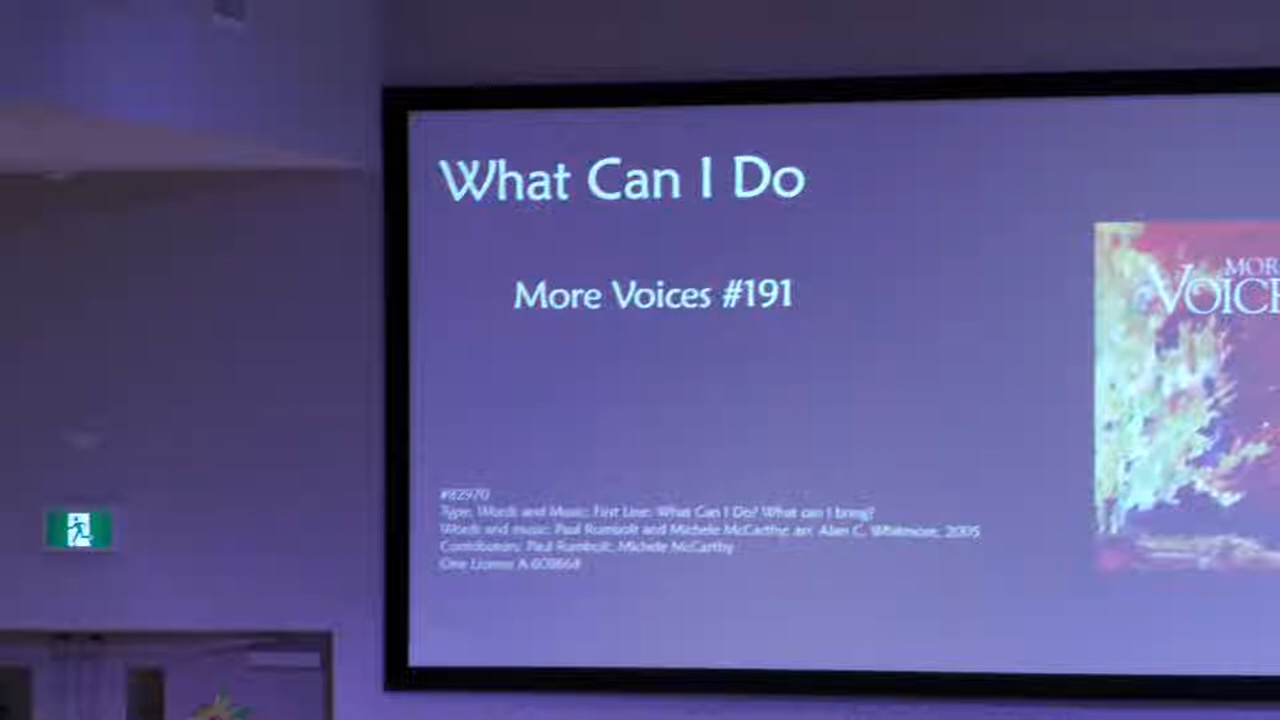 What Can I Do
More Voices #191
MOR
VOICE
#82970
Type: Words and Music: First Line: What Can I Do? What can I bring?
Words and music: Paul Rumbolt and Michele McCarthy: arr. Alan C. Whitmore, 2005
Contributors: Paul Rumbolt, Michele McCarthy
One License